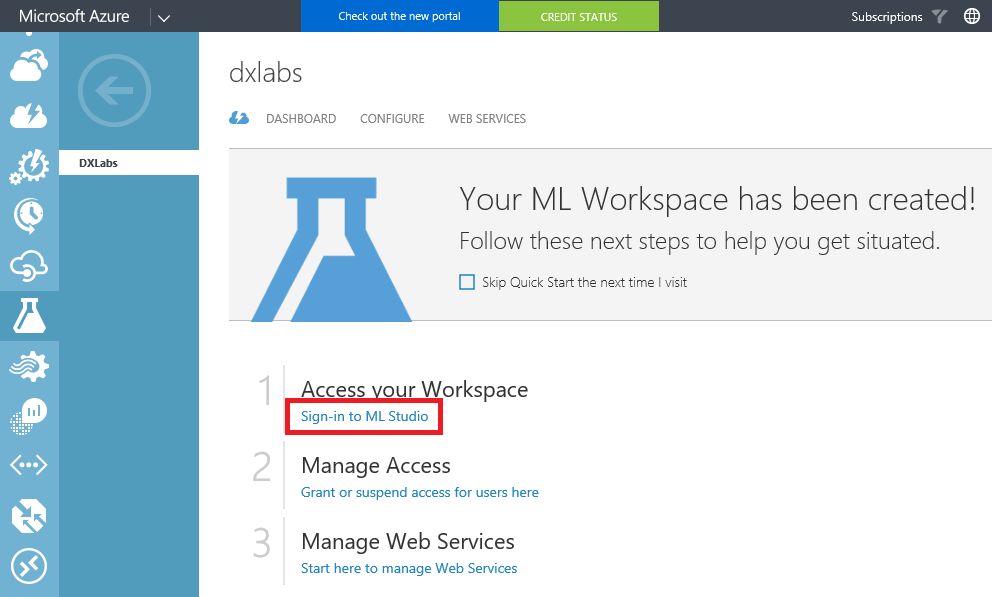 Microsoft Azure
Check out the new portal
CREDIT STATUS
Subscriptions
DXLabs
dxlabs
DASHBOARD CONFIGURE WEB SERVICES
Your ML Workspace has been created!
Follow these next steps to help you get situated.
Skip Quick Start the next time I visit
1 Access your Workspace
Sign-in to ML Studio
2 Manage Access
Grant or suspend access for users here
3 Manage Web Services
Start here to manage Web Services